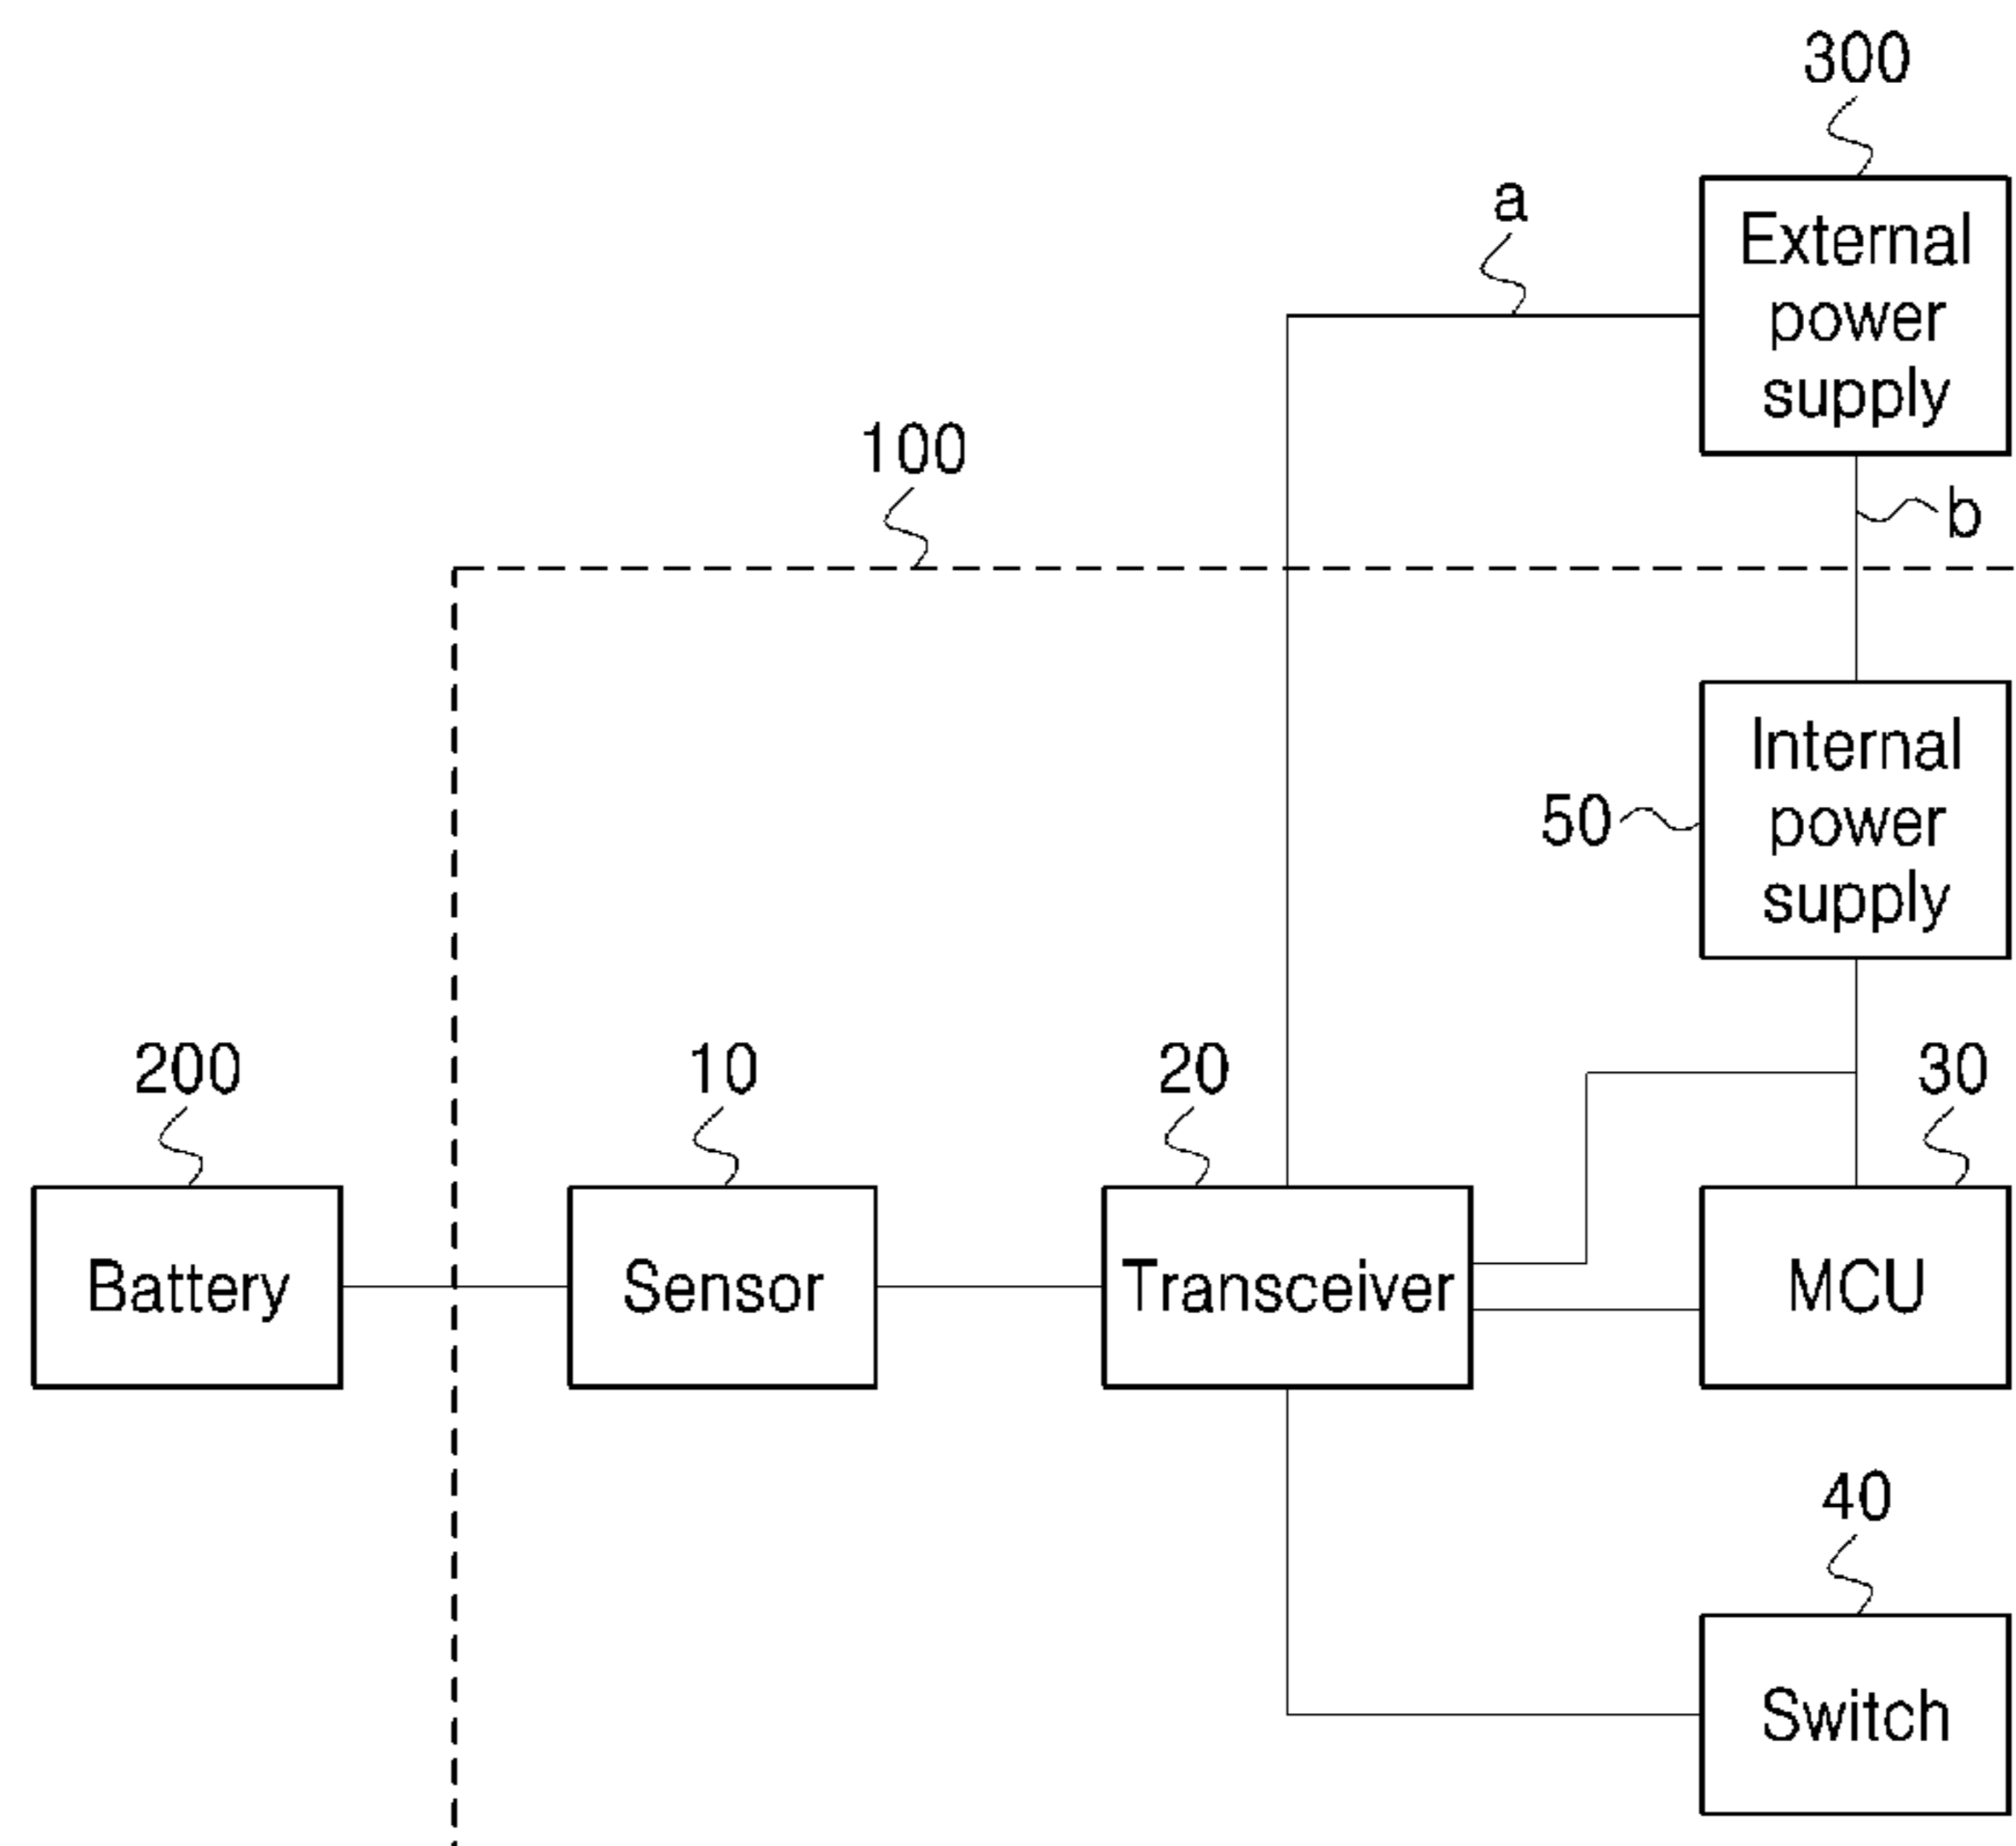 300
a
External
power
supply
100
b
Internal
power
supply
50
200
10
20
30
Battery
Sensor
Transceiver
MCU
40
Switch